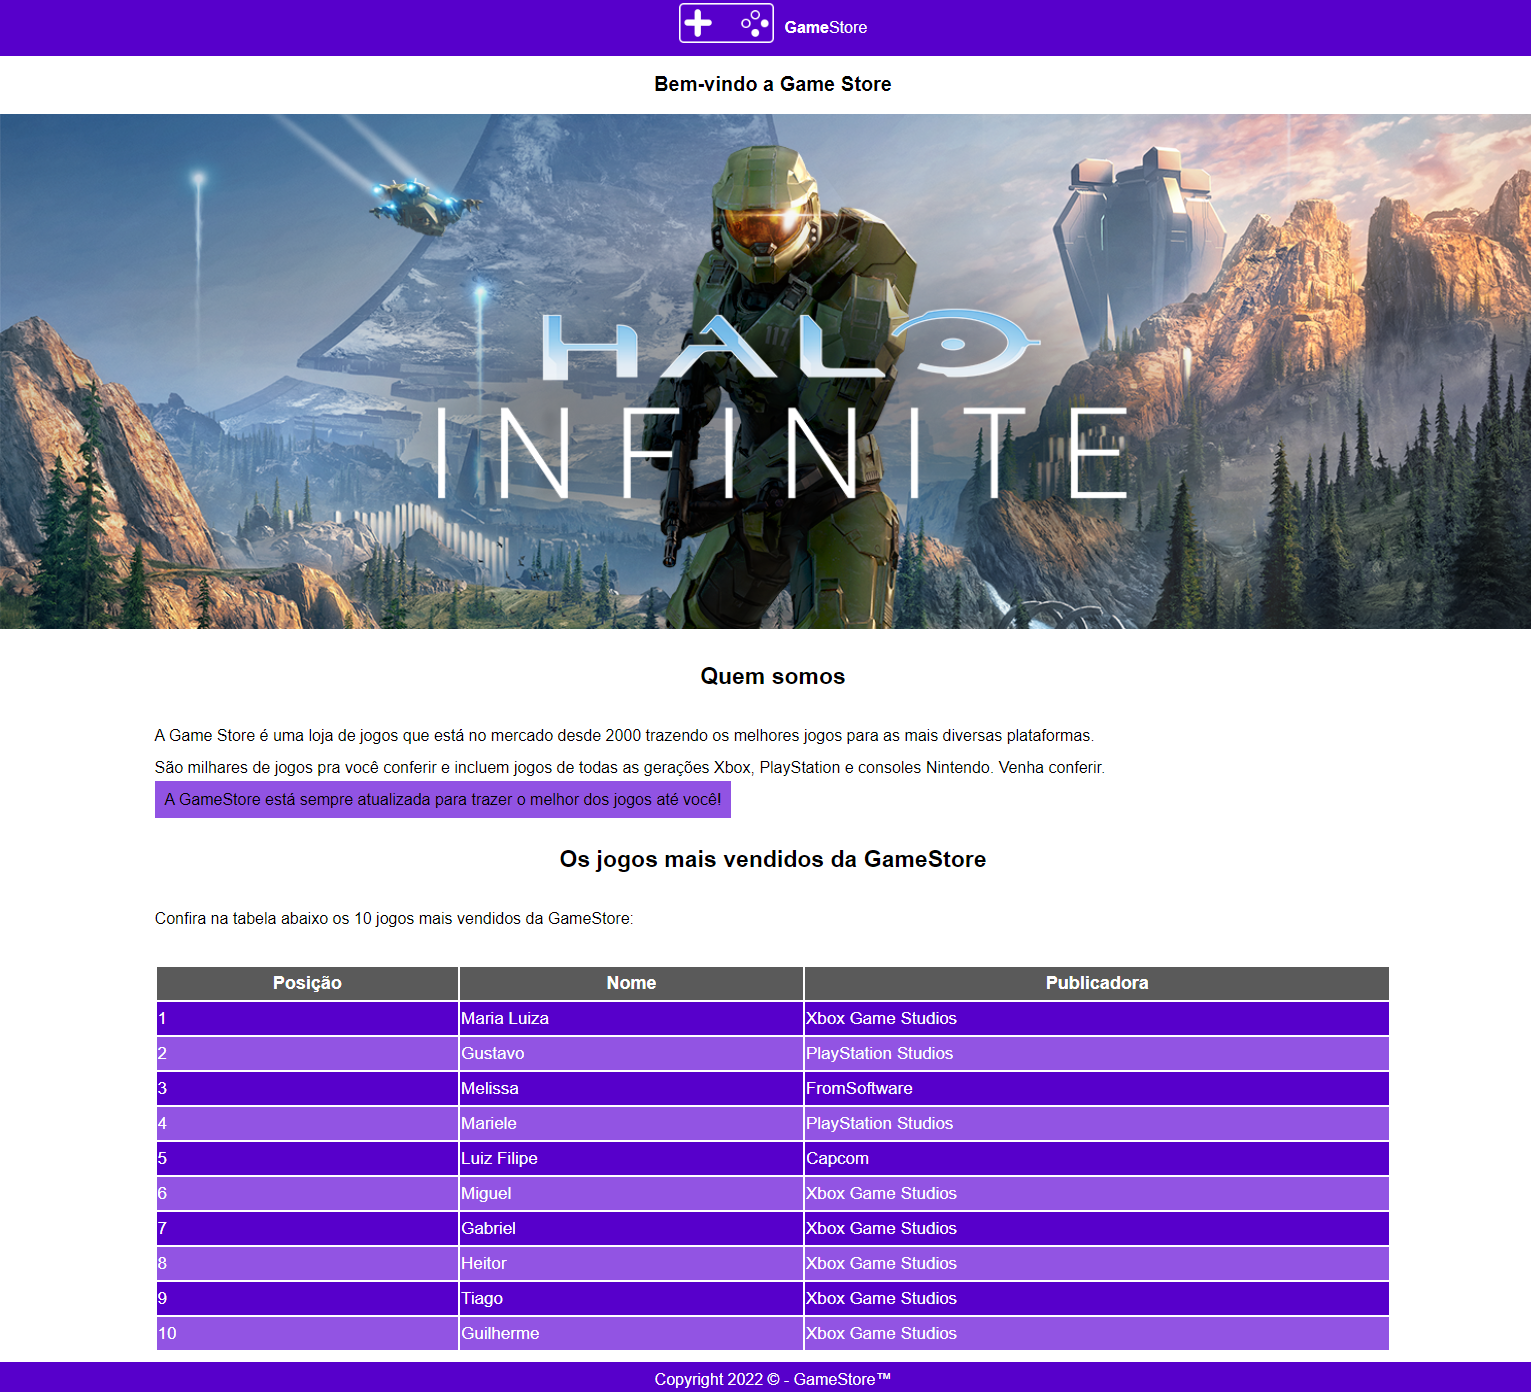 GameStore
Bem-vindo a Game Store
HALO
INFINITE
Quem somos
A Game Store é uma loja de jogos que está no mercado desde 2000 trazendo os melhores jogos para as mais diversas plataformas.
São milhares de jogos pra você conferir e incluem jogos de todas as gerações Xbox, PlayStation e consoles Nintendo. Venha conferir.
A GameStore está sempre atualizada para trazer o melhor dos jogos até você!
Os jogos mais vendidos da GameStore
Confira na tabela abaixo os 10 jogos mais vendidos da GameStore:
Posição Nome Publicadora
1 Maria Luiza Xbox Game Studios
2 Gustavo PlayStation Studios
3 Melissa FromSoftware
4 Mariele PlayStation Studios
5 Luiz Filipe Capcom
6 Miguel Xbox Game Studios
7 Gabriel Xbox Game Studios
8 Heitor Xbox Game Studios
9 Tiago Xbox Game Studios
10 Guilherme Xbox Game Studios
Copyright 2022 © - GameStore™